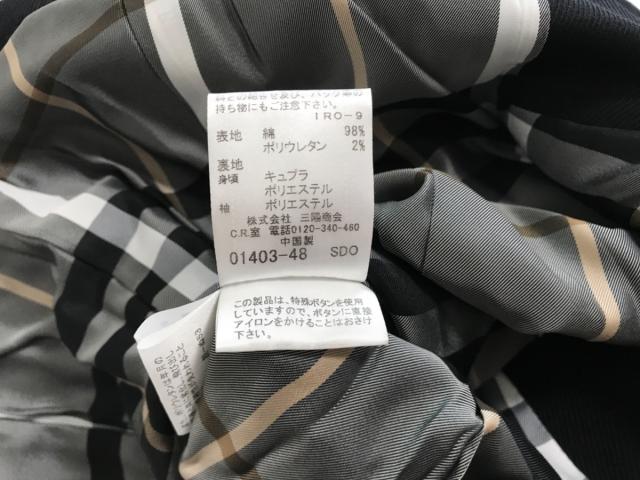 持ち物にもご注意下さい。
IRO-9
表地 綿 98%
ポリウレタン 2%
裏地
身頃 キュプラ
ポリエステル
袖 ポリエステル
株式会社 三陽商会
C.R.室 電話0120-340-460
中国製
01403-48 SDO
この製品は、特殊ボタンを使用
していますので、ボタンに直接
アイロンをかけることはおさけ
下さい。